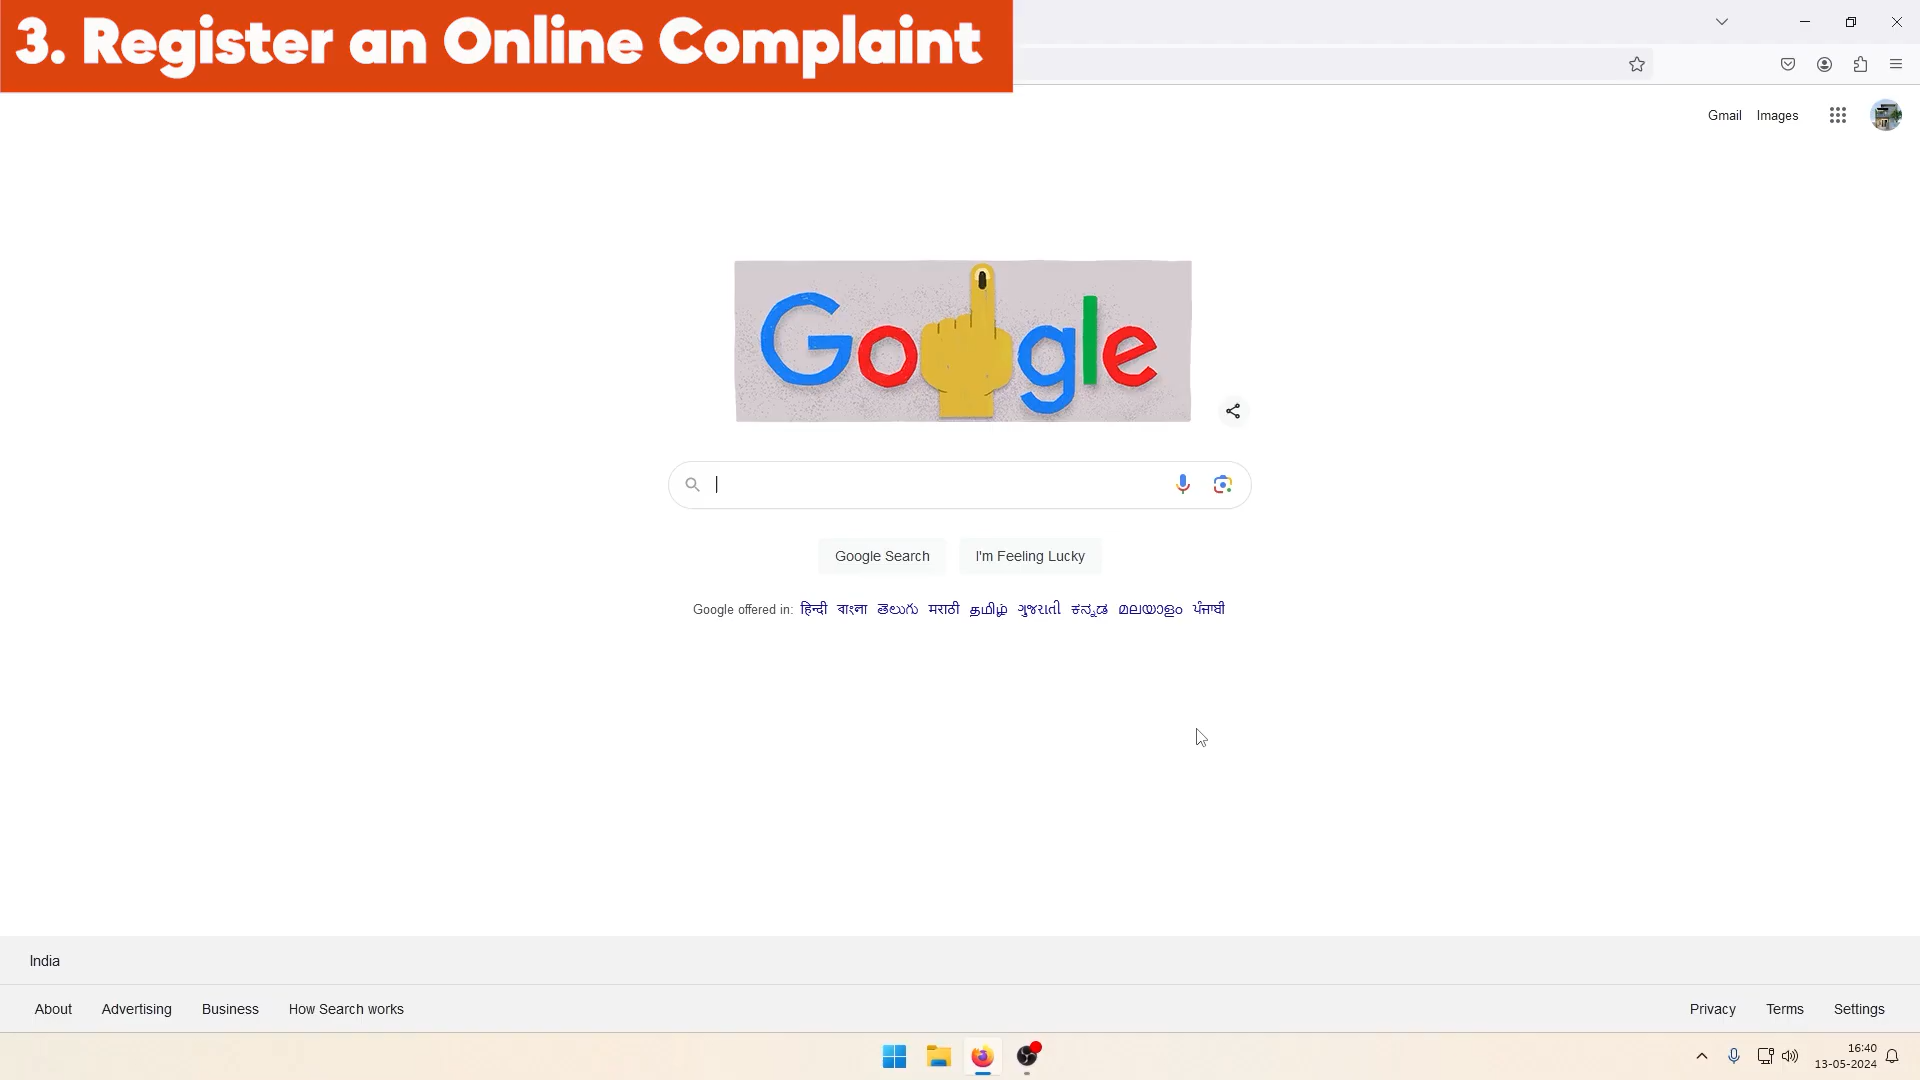 3. Register an Online Complaint
Gmail Images
Google
Google Search I'm Feeling Lucky
Google offered in: हिन्दी বাংলা తెలుగు मराठी தமிழ் ગુજરાતી ಕನ್ನಡ മലയാളം ਪੰਜਾਬੀ
India
About Advertising Business How Search works Privacy Terms Settings
16:40
13-05-2024